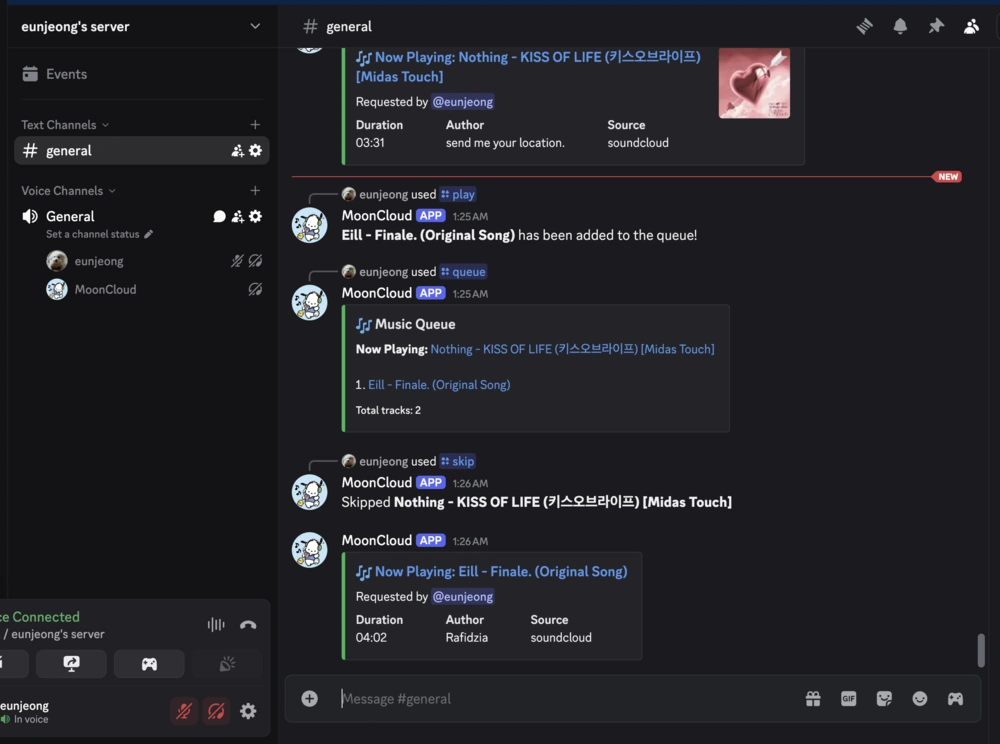 eunjeong's server
Events
Text Channels
general
Voice Channels
General
Set a channel status
eunjeong
MoonCloud
e Connected
/ eunjeong's server
eunjeong
In voice
# general
Now Playing: Nothing - KISS OF LIFE (키스오브라이프)
[Midas Touch]
Requested by @eunjeong
Duration Author Source
03:31 send me your location. soundcloud
NEW
eunjeong used play
MoonCloud APP 1:25 AM
Eill - Finale. (Original Song) has been added to the queue!
eunjeong used queue
MoonCloud APP 1:25 AM
Music Queue
Now Playing: Nothing - KISS OF LIFE (키스오브라이프) [Midas Touch]
1. Eill - Finale. (Original Song)
Total tracks: 2
eunjeong used skip
MoonCloud APP 1:26 AM
Skipped Nothing - KISS OF LIFE (키스오브라이프) [Midas Touch]
MoonCloud APP 1:26 AM
Now Playing: Eill - Finale. (Original Song)
Requested by @eunjeong
Duration Author Source
04:02 Rafidzia soundcloud
Message #general
GIF